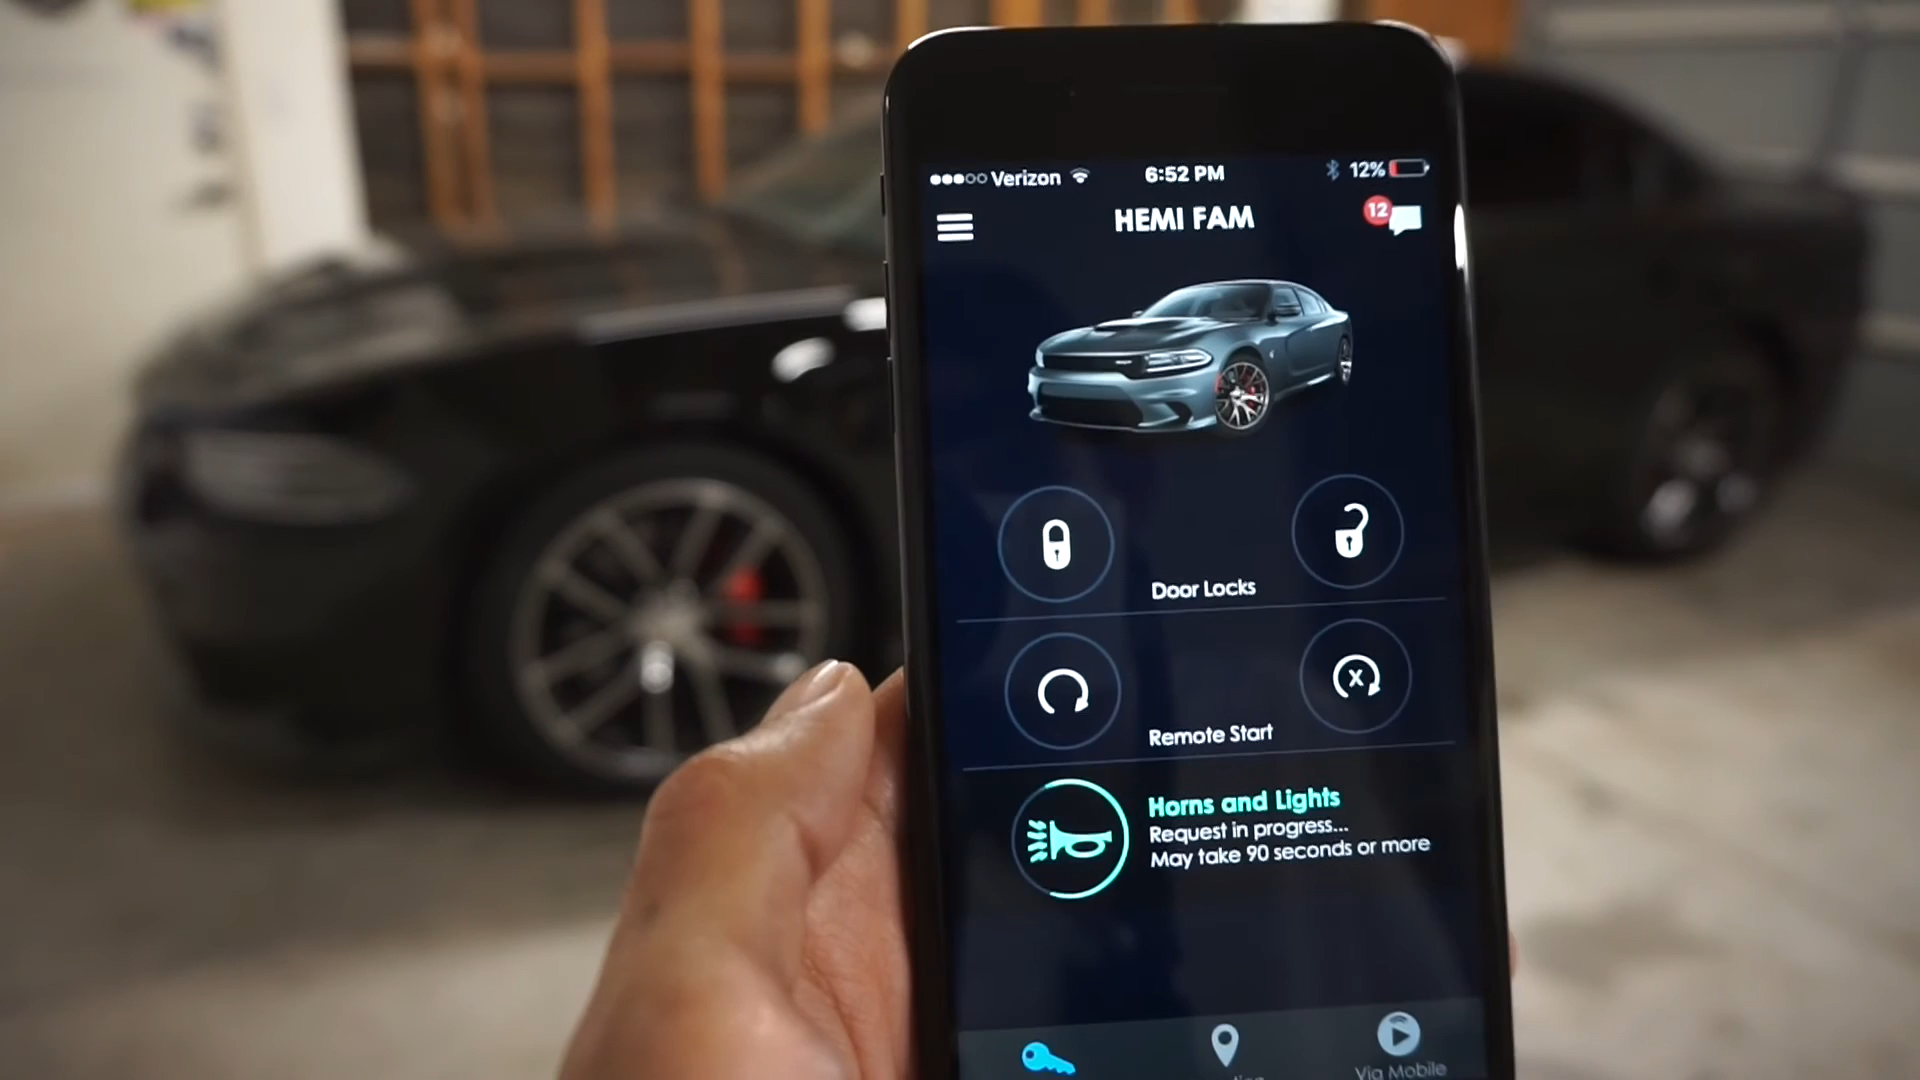 Verizon 6:52 PM 12%
HEMI FAM
12
Door Locks
X
Remote Start
Horns and Lights
Request in progress...
May take 90 seconds or more
Via Mobile